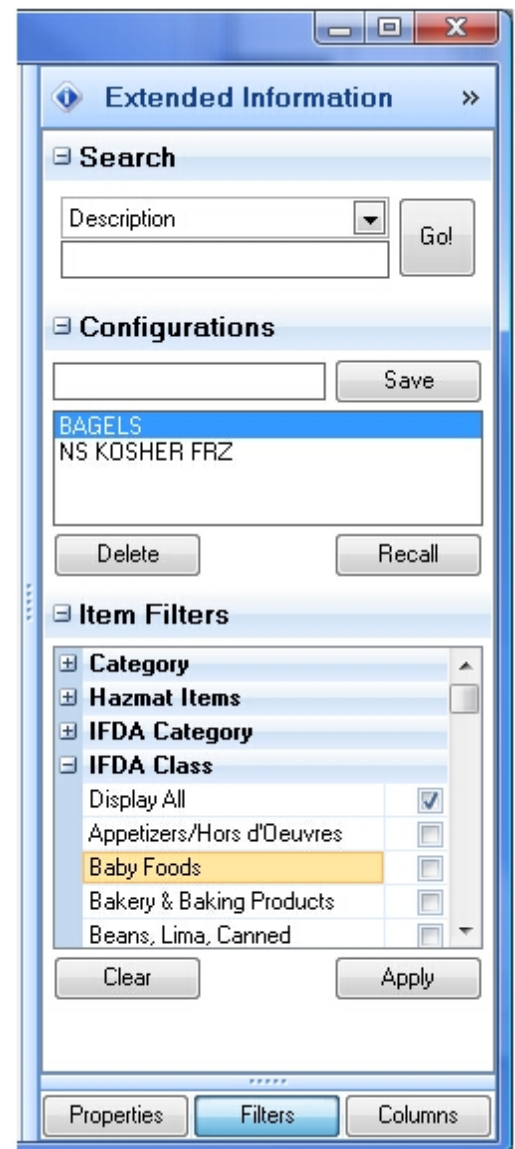 Extended Information »
Search
Description
Go!
Configurations
Save
BAGELS
NS KOSHER FRZ
Delete Recall
Item Filters
Category
Hazmat Items
IFDA Category
IFDA Class
Display All
Appetizers/Hors d'Oeuvres
Baby Foods
Bakery & Baking Products
Beans, Lima, Canned
Clear Apply
Properties Filters Columns